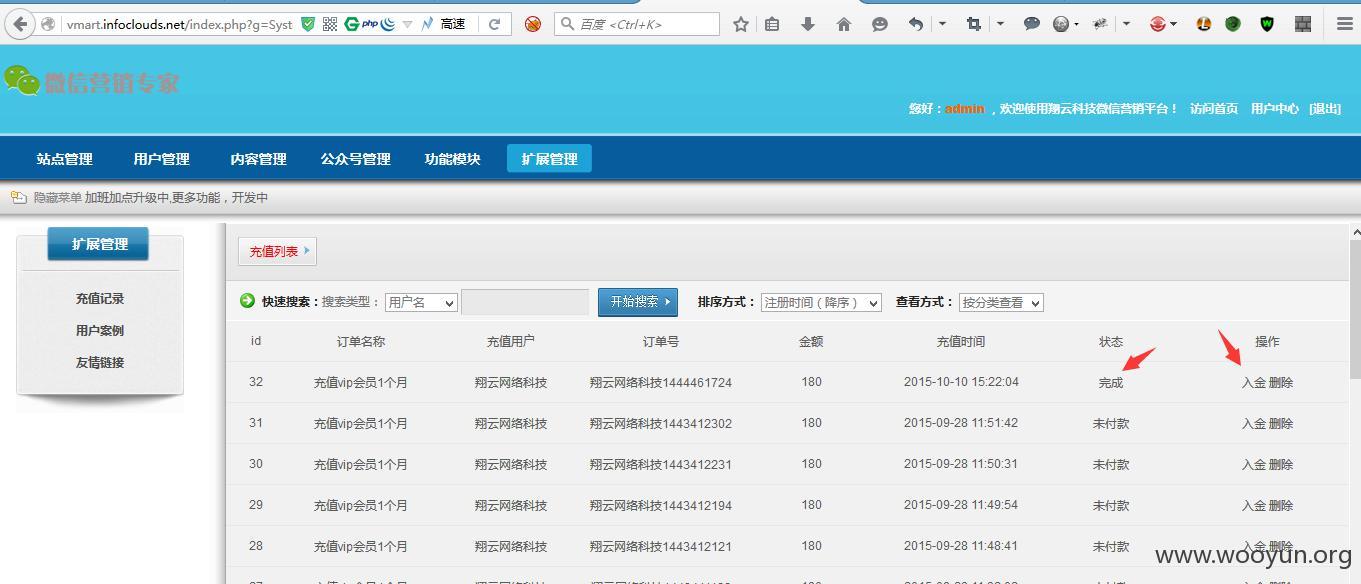 vmart.infoclouds.net/index.php?g=Syst php 高速 百度 <Ctrl+K>
微信营销专家
您好：admin ，欢迎使用翔云科技微信营销平台！ 访问首页 用户中心 [退出]
站点管理 用户管理 内容管理 公众号管理 功能模块 扩展管理
隐藏菜单 加班加点升级中,更多功能，开发中
扩展管理
充值记录
用户案例
友情链接
充值列表
快速搜索：搜索类型： 用户名 开始搜索 排序方式： 注册时间（降序） 查看方式： 按分类查看
id 订单名称 充值用户 订单号 金额 充值时间 状态 操作
32 充值vip会员1个月 翔云网络科技 翔云网络科技1444461724 180 2015-10-10 15:22:04 完成 入金 删除
31 充值vip会员1个月 翔云网络科技 翔云网络科技1443412302 180 2015-09-28 11:51:42 未付款 入金 删除
30 充值vip会员1个月 翔云网络科技 翔云网络科技1443412231 180 2015-09-28 11:50:31 未付款 入金 删除
29 充值vip会员1个月 翔云网络科技 翔云网络科技1443412194 180 2015-09-28 11:49:54 未付款 入金 删除
28 充值vip会员1个月 翔云网络科技 翔云网络科技1443412121 180 2015-09-28 11:48:41 未付款 入金 删除
www.wooyun.org